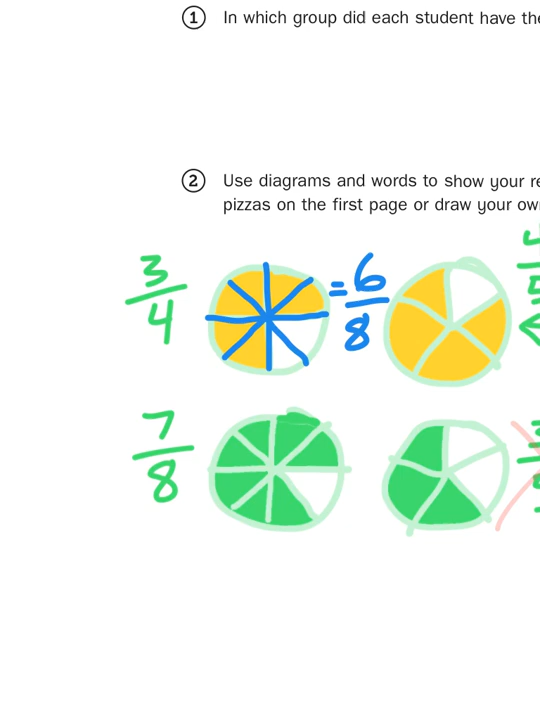 1 In which group did each student have the
2 Use diagrams and words to show your re
pizzas on the first page or draw your ow
3/4 = 6/8
7/8